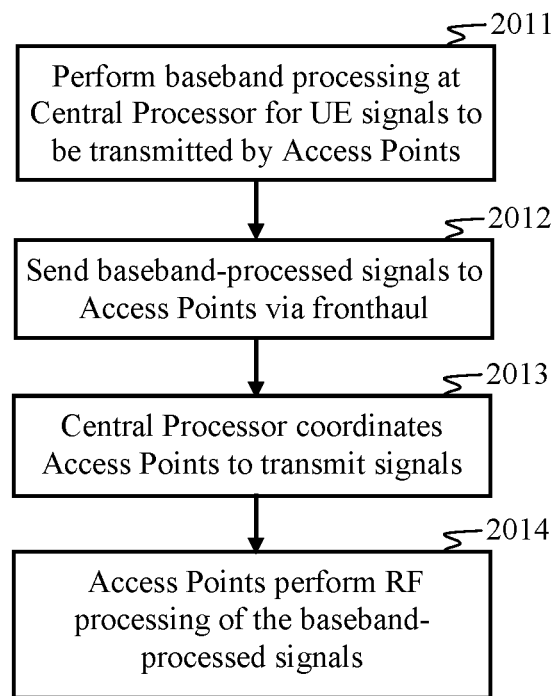 2011
Perform baseband processing at
Central Processor for UE signals to
be transmitted by Access Points
2012
Send baseband-processed signals to
Access Points via fronthaul
2013
Central Processor coordinates
Access Points to transmit signals
2014
Access Points perform RF
processing of the baseband-
processed signals